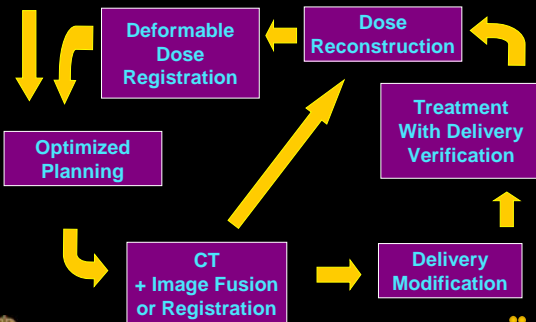 Deformable
Dose
Registration
Dose
Reconstruction
Optimized
Planning
Treatment
With Delivery
Verification
CT
+ Image Fusion
or Registration
Delivery
Modification